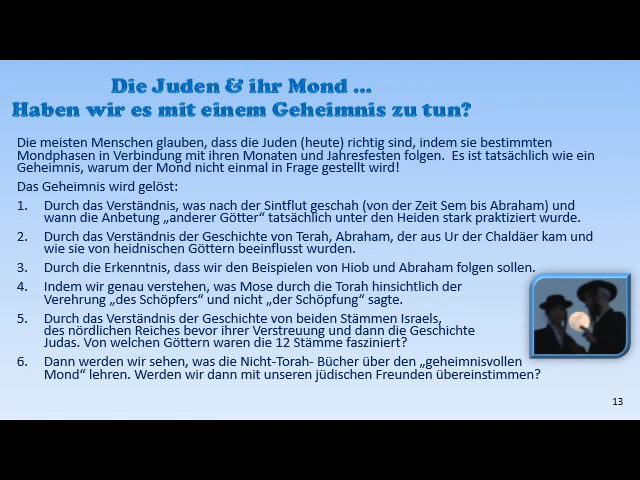 Die Juden & ihr Mond ...
Haben wir es mit einem Geheimnis zu tun?
Die meisten Menschen glauben, dass die Juden (heute) richtig sind, indem sie bestimmten
Mondphasen in Verbindung mit ihren Monaten und Jahresfesten folgen. Es ist tatsächlich wie ein
Geheimnis, warum der Mond nicht einmal in Frage gestellt wird!
Das Geheimnis wird gelöst:
1. Durch das Verständnis, was nach der Sintflut geschah (von der Zeit Sem bis Abraham) und
wann die Anbetung „anderer Götter“ tatsächlich unter den Heiden stark praktiziert wurde.
2. Durch das Verständnis der Geschichte von Terah, Abraham, der aus Ur der Chaldäer kam und
wie sie von heidnischen Göttern beeinflusst wurden.
3. Durch die Erkenntnis, dass wir den Beispielen von Hiob und Abraham folgen sollen.
4. Indem wir genau verstehen, was Mose durch die Torah hinsichtlich der
Verehrung „des Schöpfers“ und nicht „der Schöpfung“ sagte.
5. Durch das Verständnis der Geschichte von beiden Stämmen Israels,
des nördlichen Reiches bevor ihrer Verstreuung und dann die Geschichte
Judas. Von welchen Göttern waren die 12 Stämme fasziniert?
6. Dann werden wir sehen, was die Nicht-Torah- Bücher über den „geheimnisvollen
Mond“ lehren. Werden wir dann mit unseren jüdischen Freunden übereinstimmen?
13